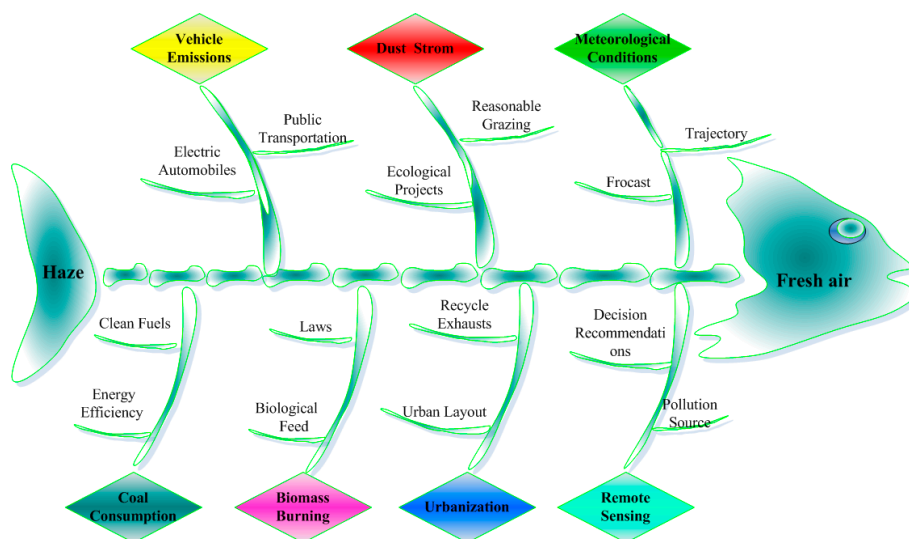 Vehicle
Emissions
Dust Strom
Meteorological
Conditions
Public
Transportation
Electric
Automobiles
Reasonable
Grazing
Ecological
Projects
Trajectory
Frocast
Haze
Fresh air
Clean Fuels
Energy
Efficiency
Laws
Biological
Feed
Recycle
Exhausts
Urban Layout
Decision
Recommendati
ons
Pollution
Source
Coal
Consumption
Biomass
Burning
Urbanization
Remote
Sensing